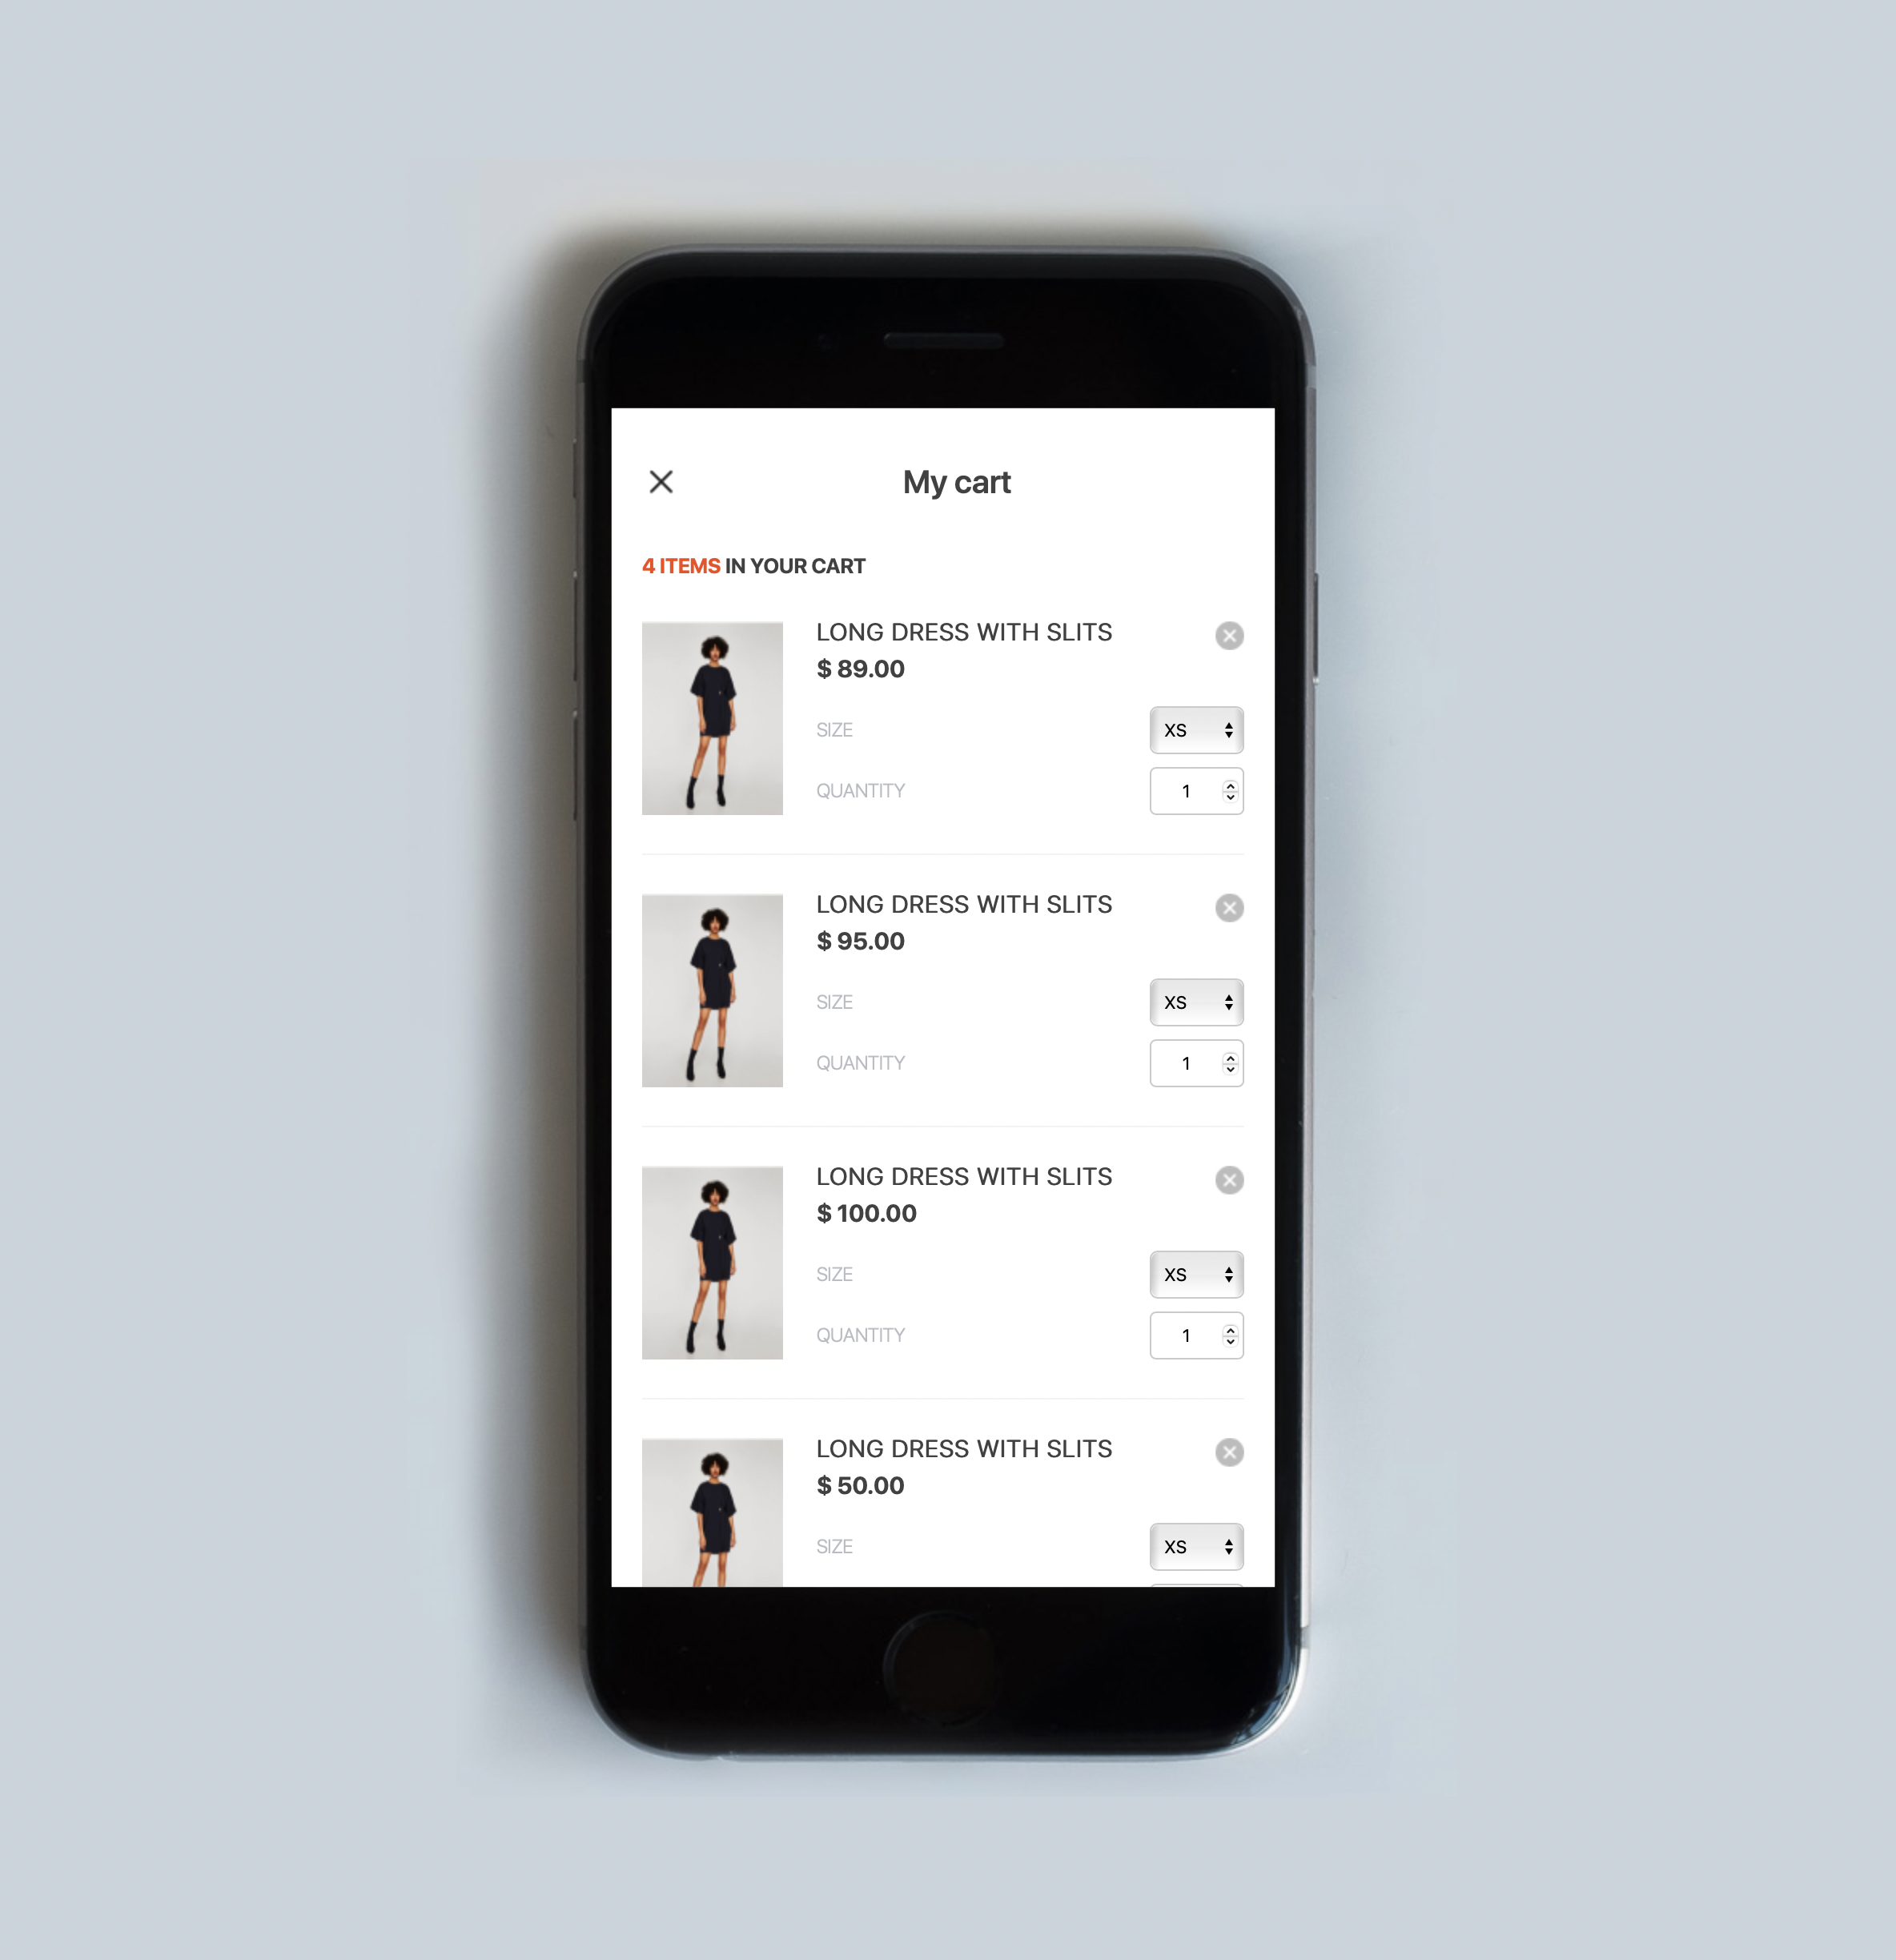 My cart
4 ITEMS IN YOUR CART
LONG DRESS WITH SLITS
$ 89.00
SIZE
XS
QUANTITY
1
LONG DRESS WITH SLITS
$ 95.00
SIZE
XS
QUANTITY
1
LONG DRESS WITH SLITS
$ 100.00
SIZE
XS
QUANTITY
1
LONG DRESS WITH SLITS
$ 50.00
SIZE
XS